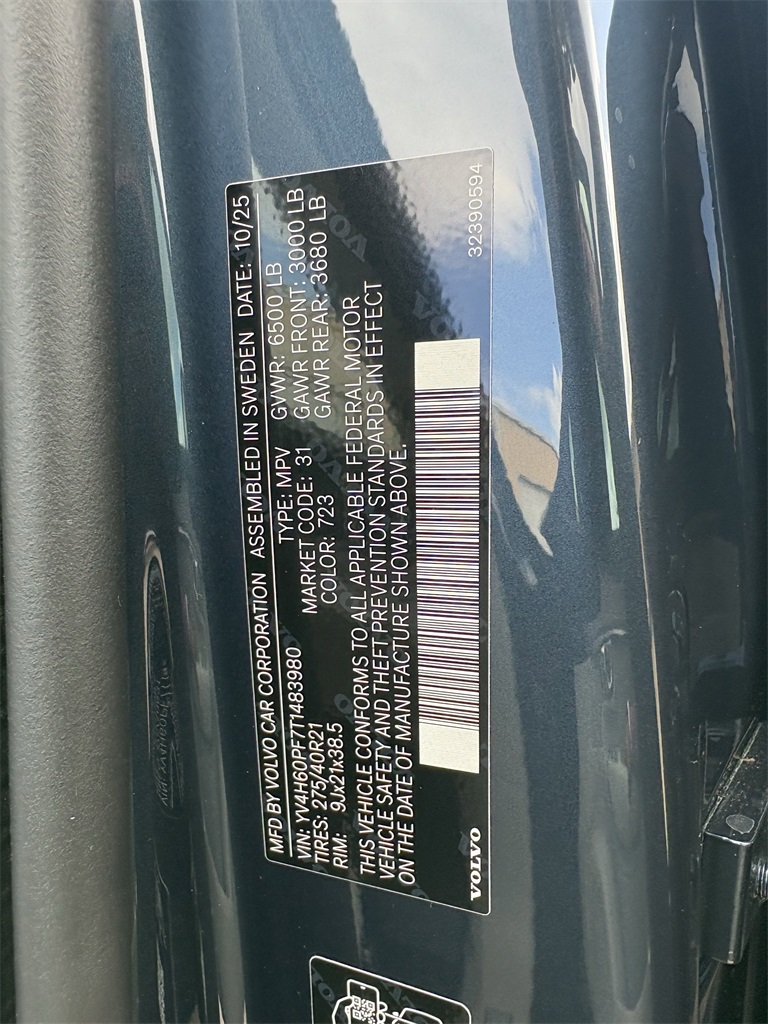 MFD BY VOLVO CAR CORPORATION ASSEMBLED IN SWEDEN DATE: 10/25
VIN: YV4H60PF7T1483980 TYPE: MPV GVWR: 6500 LB
TIRES: 275/40R21 MARKET CODE: 31 GAWR FRONT: 3000 LB
RIM: 9Jx21x38.5 COLOR: 723 GAWR REAR: 3680 LB
THIS VEHICLE CONFORMS TO ALL APPLICABLE FEDERAL MOTOR
VEHICLE SAFETY AND THEFT PREVENTION STANDARDS IN EFFECT
ON THE DATE OF MANUFACTURE SHOWN ABOVE.
VOLVO 32390594